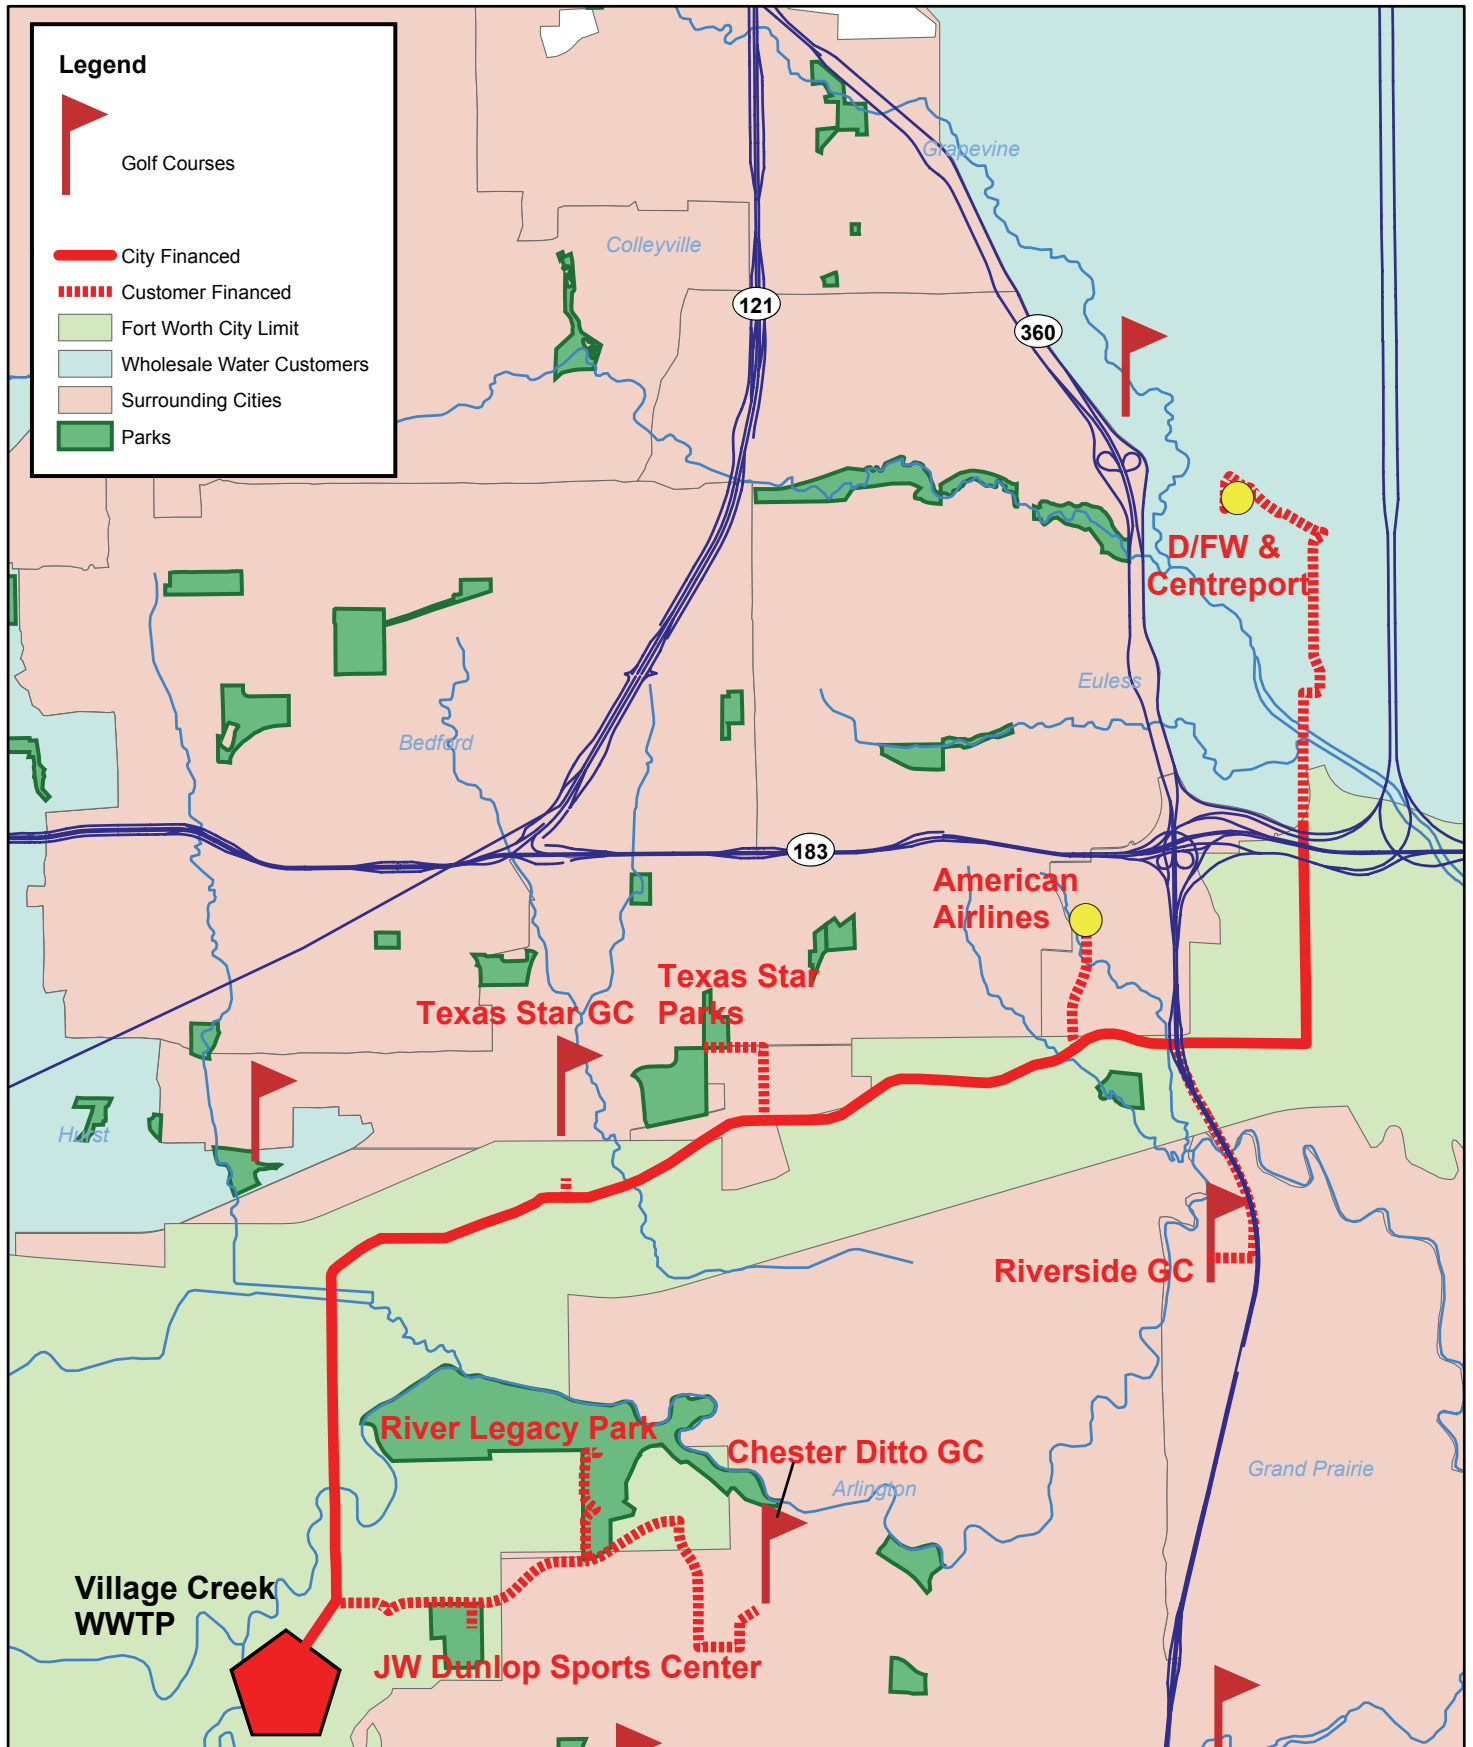 Legend
Golf Courses
City Financed
Customer Financed
Fort Worth City Limit
Wholesale Water Customers
Surrounding Cities
Parks
Grapevine
Colleyville
121
360
D/FW &
Centreport
Euless
Bedford
183
American
Airlines
Texas Star
Parks
Texas Star GC
Hurst
Riverside GC
River Legacy Park
Chester Ditto GC
Arlington
Grand Prairie
Village Creek
WWTP
JW Dunlop Sports Center